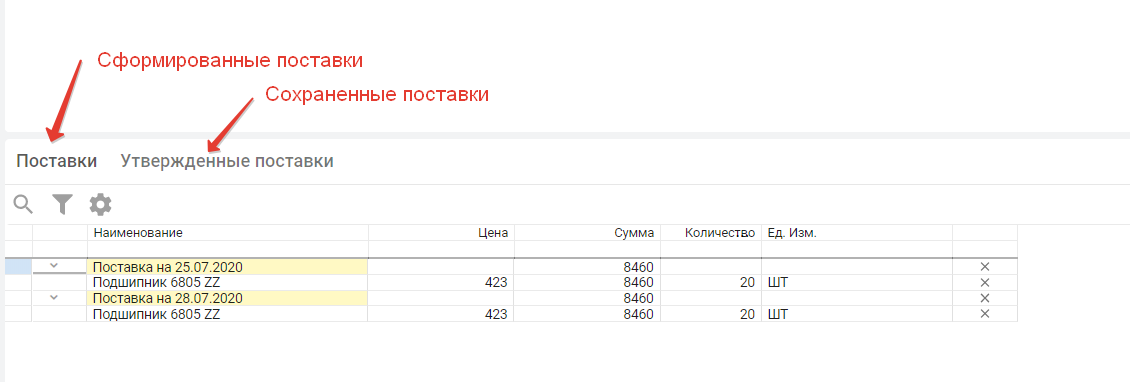 Сформированные поставки
Сохраненные поставки
Поставки Утвержденные поставки
Наименование Цена Сумма Количество Ед. Изм.
Поставка на 25.07.2020 8460
Подшипник 6805 ZZ 423 8460 20 ШТ
Поставка на 28.07.2020 8460
Подшипник 6805 ZZ 423 8460 20 ШТ